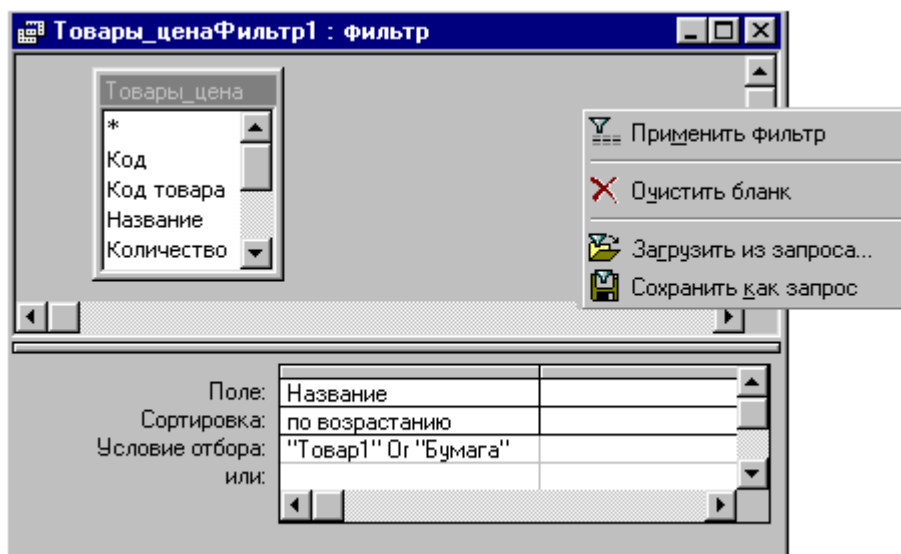 Товары_ценаФильтр1 : фильтр
Товары_цена
*
Код
Код товара
Название
Количество
Применить фильтр
Очистить бланк
Загрузить из запроса...
Сохранить как запрос
Поле: Название
Сортировка: по возрастанию
Условие отбора: "Товар1" Or "Бумага"
или: